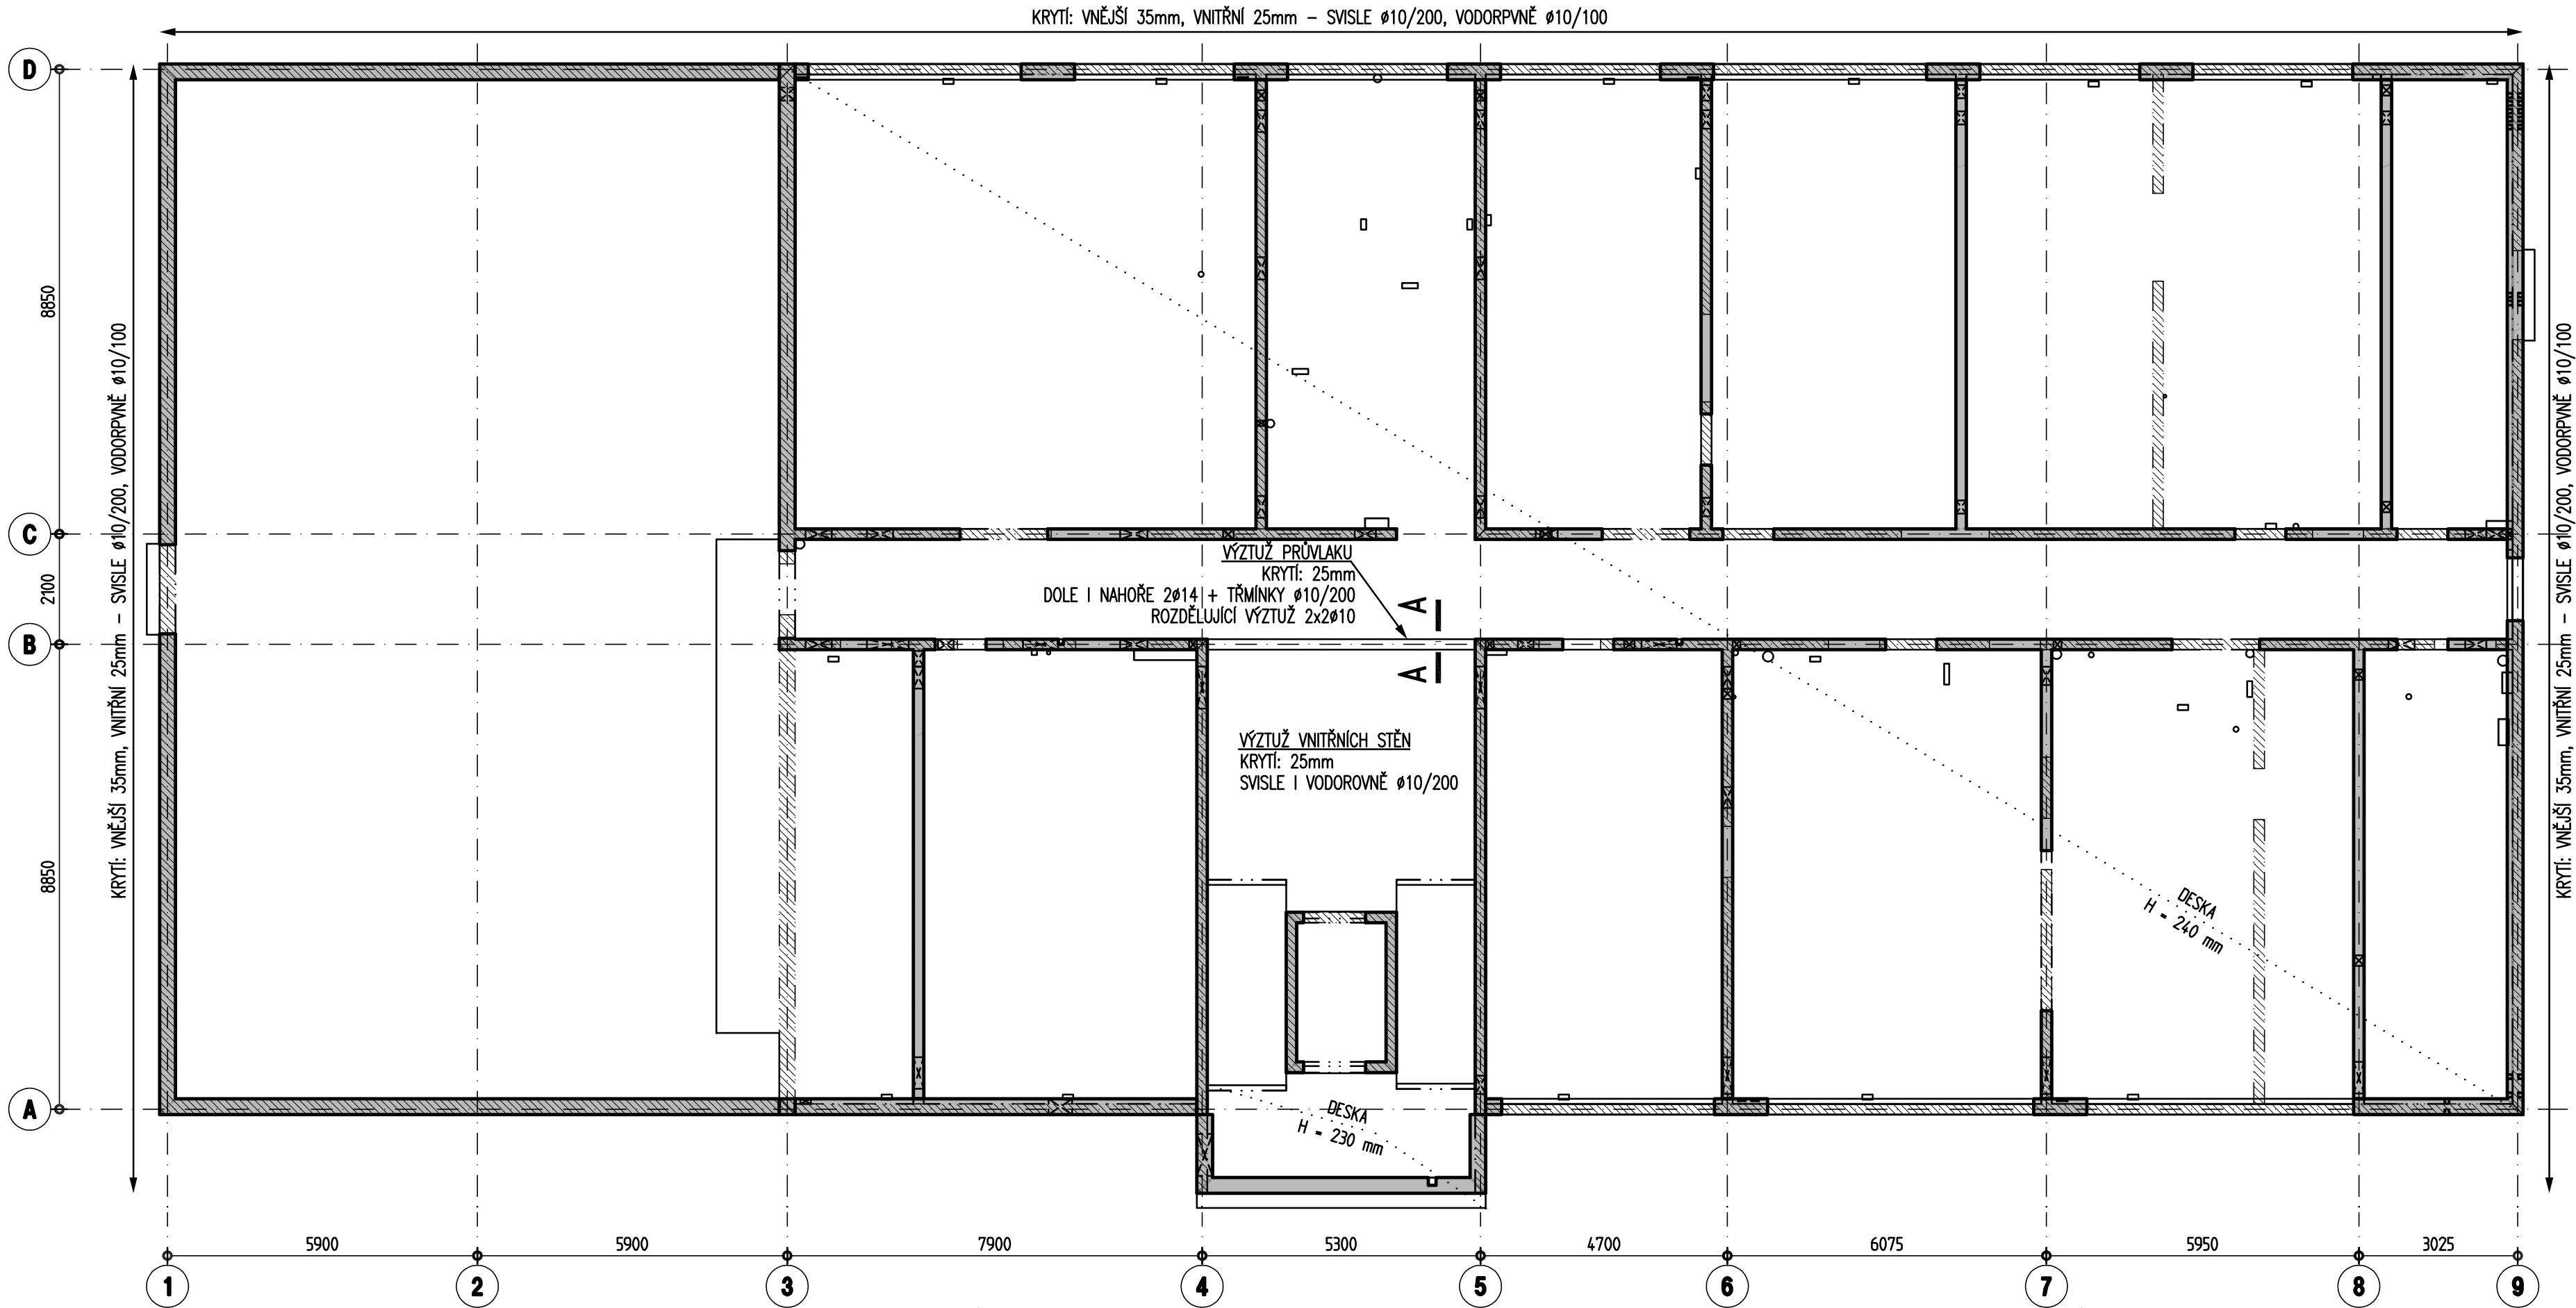 KRYTÍ: VNĚJŠÍ 35mm, VNITŘNÍ 25mm – SVISLE ø10/200, VODORPVNĚ ø10/100
D
8850
C
2100
B
8850
A
KRYTÍ: VNĚJŠÍ 35mm, VNITŘNÍ 25mm – SVISLE ø10/200, VODORPVNĚ ø10/100
VÝZTUŽ PRŮVLAKU
KRYTÍ: 25mm
DOLE I NAHOŘE 2ø14 + TŘMÍNKY ø10/200
ROZDĚLUJÍCÍ VÝZTUŽ 2x2ø10
A
A
VÝZTUŽ VNITŘNÍCH STĚN
KRYTÍ: 25mm
SVISLE I VODOROVNĚ ø10/200
DESKA
H - 240 mm
DESKA
H - 230 mm
KRYTÍ: VNĚJŠÍ 35mm, VNITŘNÍ 25mm – SVISLE ø10/200, VODORPVNĚ ø10/100
5900 5900 7900 5300 4700 6075 5950 3025
1 2 3 4 5 6 7 8 9